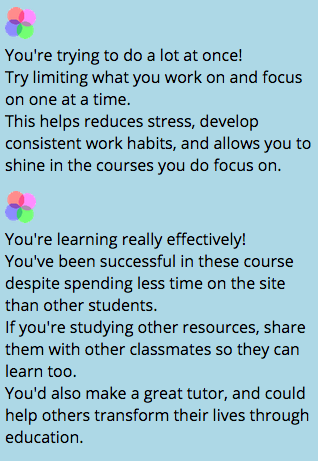 You're trying to do a lot at once!
Try limiting what you work on and focus
on one at a time.
This helps reduces stress, develop
consistent work habits, and allows you to
shine in the courses you do focus on.
You're learning really effectively!
You've been successful in these course
despite spending less time on the site
than other students.
If you're studying other resources, share
them with other classmates so they can
learn too.
You'd also make a great tutor, and could
help others transform their lives through
education.